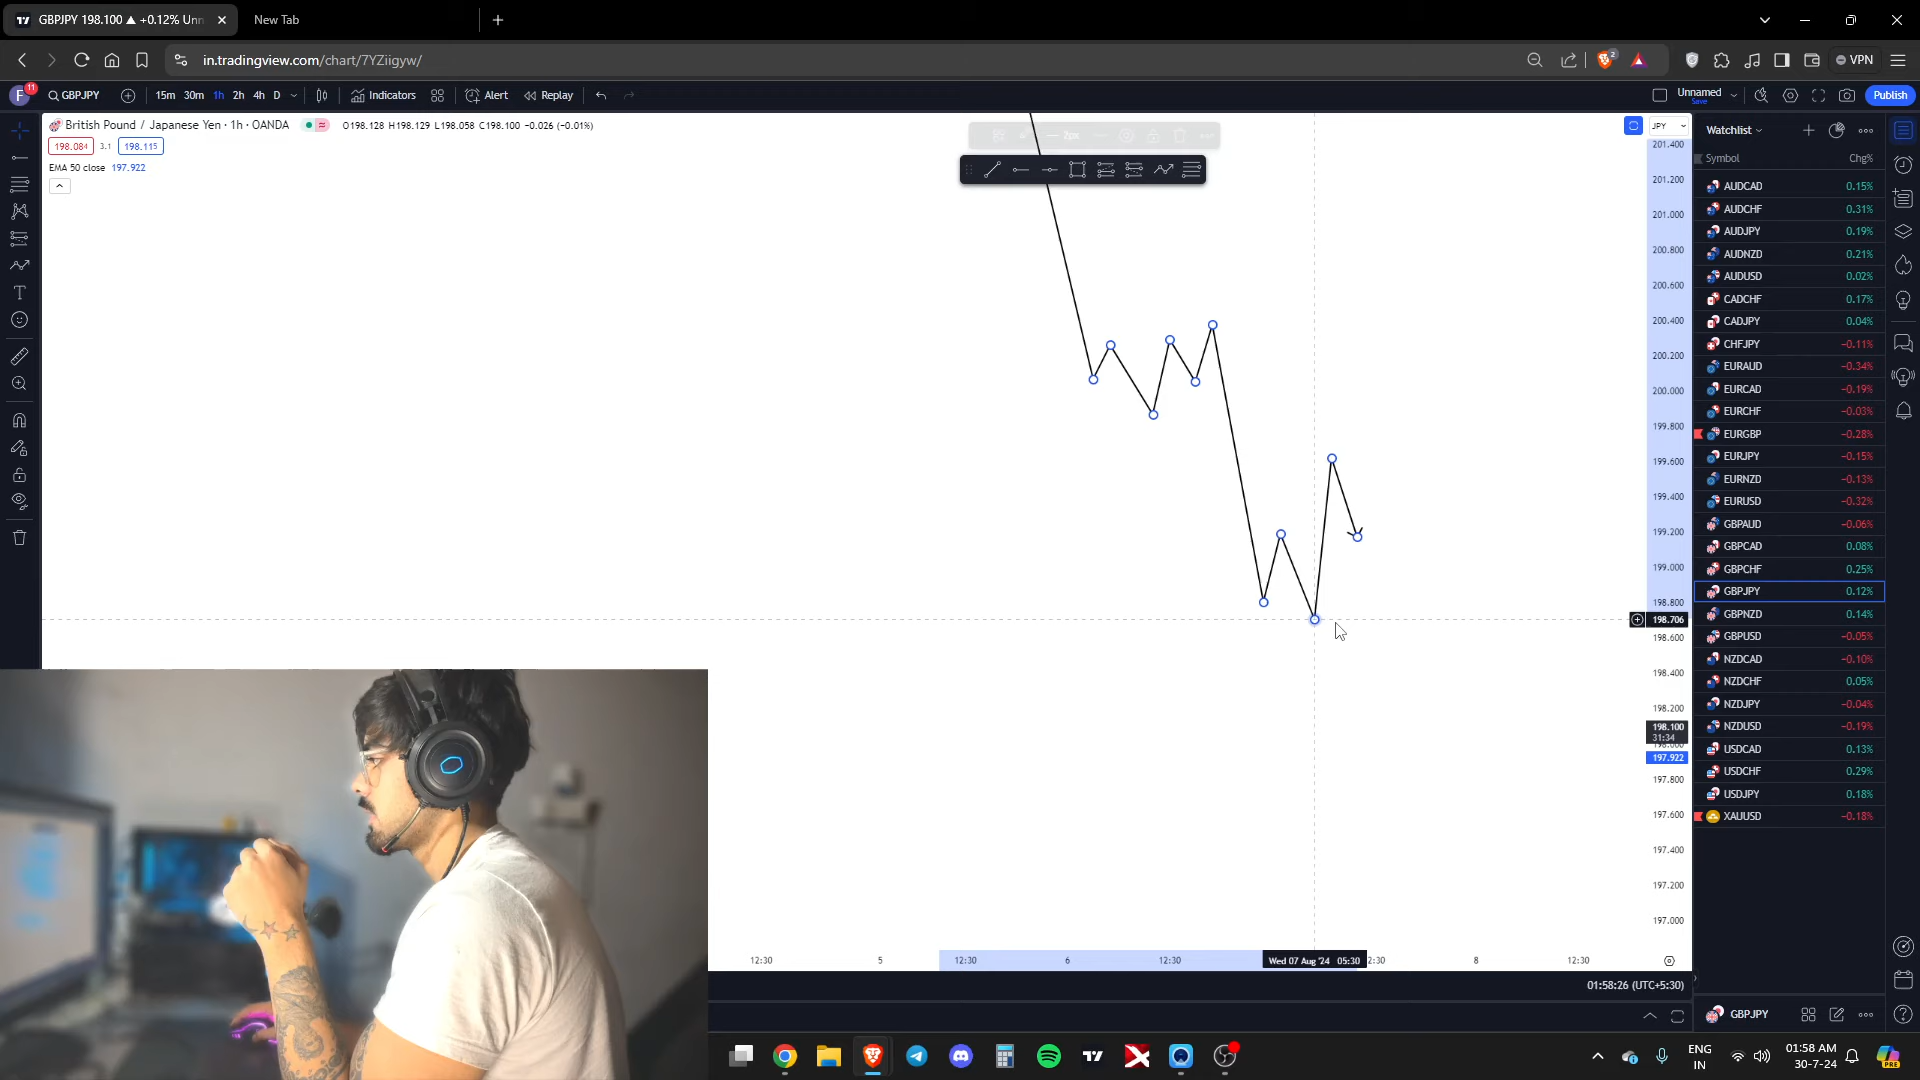 GBPJPY 198.100 ▲ +0.12% Unn
New Tab
in.tradingview.com/chart/7YZiigyw/
2
VPN
11
F
GBPJPY
15m 30m 1h 2h 4h D
Indicators
Alert
Replay
Unnamed
Save
Publish
British Pound / Japanese Yen · 1h · OANDA
O198.128 H198.129 L198.058 C198.100 -0.026 (-0.01%)
198.084 3.1 198.115
EMA 50 close 197.922
2px
JPY
201.400
201.200
201.000
200.800
200.600
200.400
200.200
200.000
199.800
199.600
199.400
199.200
199.000
198.800
198.706
198.600
198.400
198.200
198.100
31:34
198.000
197.922
197.800
197.600
197.400
197.200
197.000
12:30 5 12:30 6 12:30 Wed 07 Aug '24 05:30 2:30 8 12:30
01:58:26 (UTC+5:30)
Watchlist
Symbol Chg%
AUDCAD 0.15%
AUDCHF 0.31%
AUDJPY 0.19%
AUDNZD 0.21%
AUDUSD 0.02%
CADCHF 0.17%
CADJPY 0.04%
CHFJPY −0.11%
EURAUD −0.34%
EURCAD −0.19%
EURCHF −0.03%
EURGBP −0.28%
EURJPY −0.15%
EURNZD −0.13%
EURUSD −0.32%
GBPAUD −0.06%
GBPCAD 0.08%
GBPCHF 0.25%
GBPJPY 0.12%
GBPNZD 0.14%
GBPUSD −0.05%
NZDCAD −0.10%
NZDCHF 0.05%
NZDJPY −0.04%
NZDUSD −0.19%
USDCAD 0.13%
USDCHF 0.29%
USDJPY 0.18%
XAUUSD −0.18%
GBPJPY
ENG
IN
01:58 AM
30-7-24
PRE